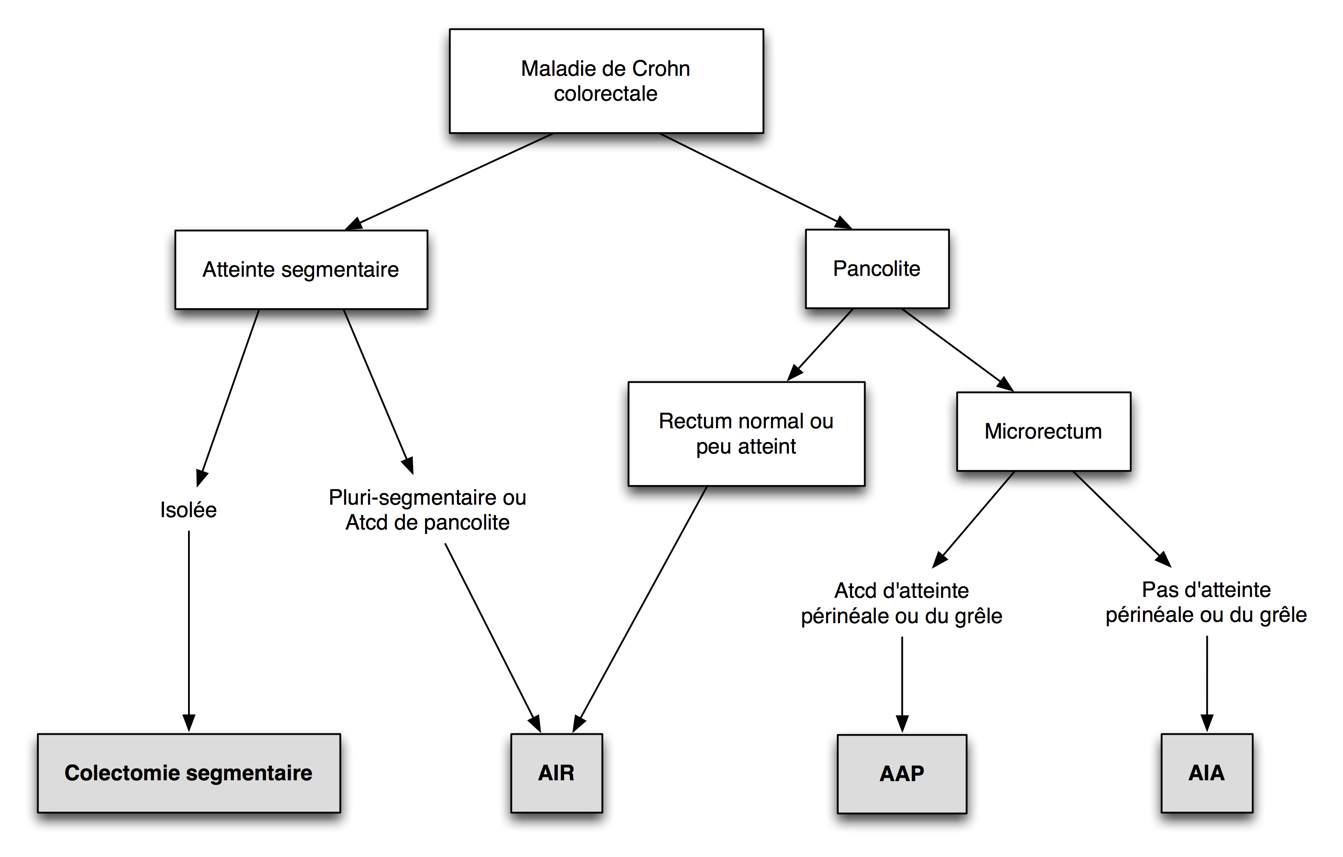 Maladie de Crohn
colorectale
Atteinte segmentaire
Pancolite
Rectum normal ou
peu atteint
Microrectum
Isolée
Pluri-segmentaire ou
Atcd de pancolite
Atcd d'atteinte
périnéale ou du grêle
Pas d'atteinte
périnéale ou du grêle
Colectomie segmentaire
AIR
AAP
AIA